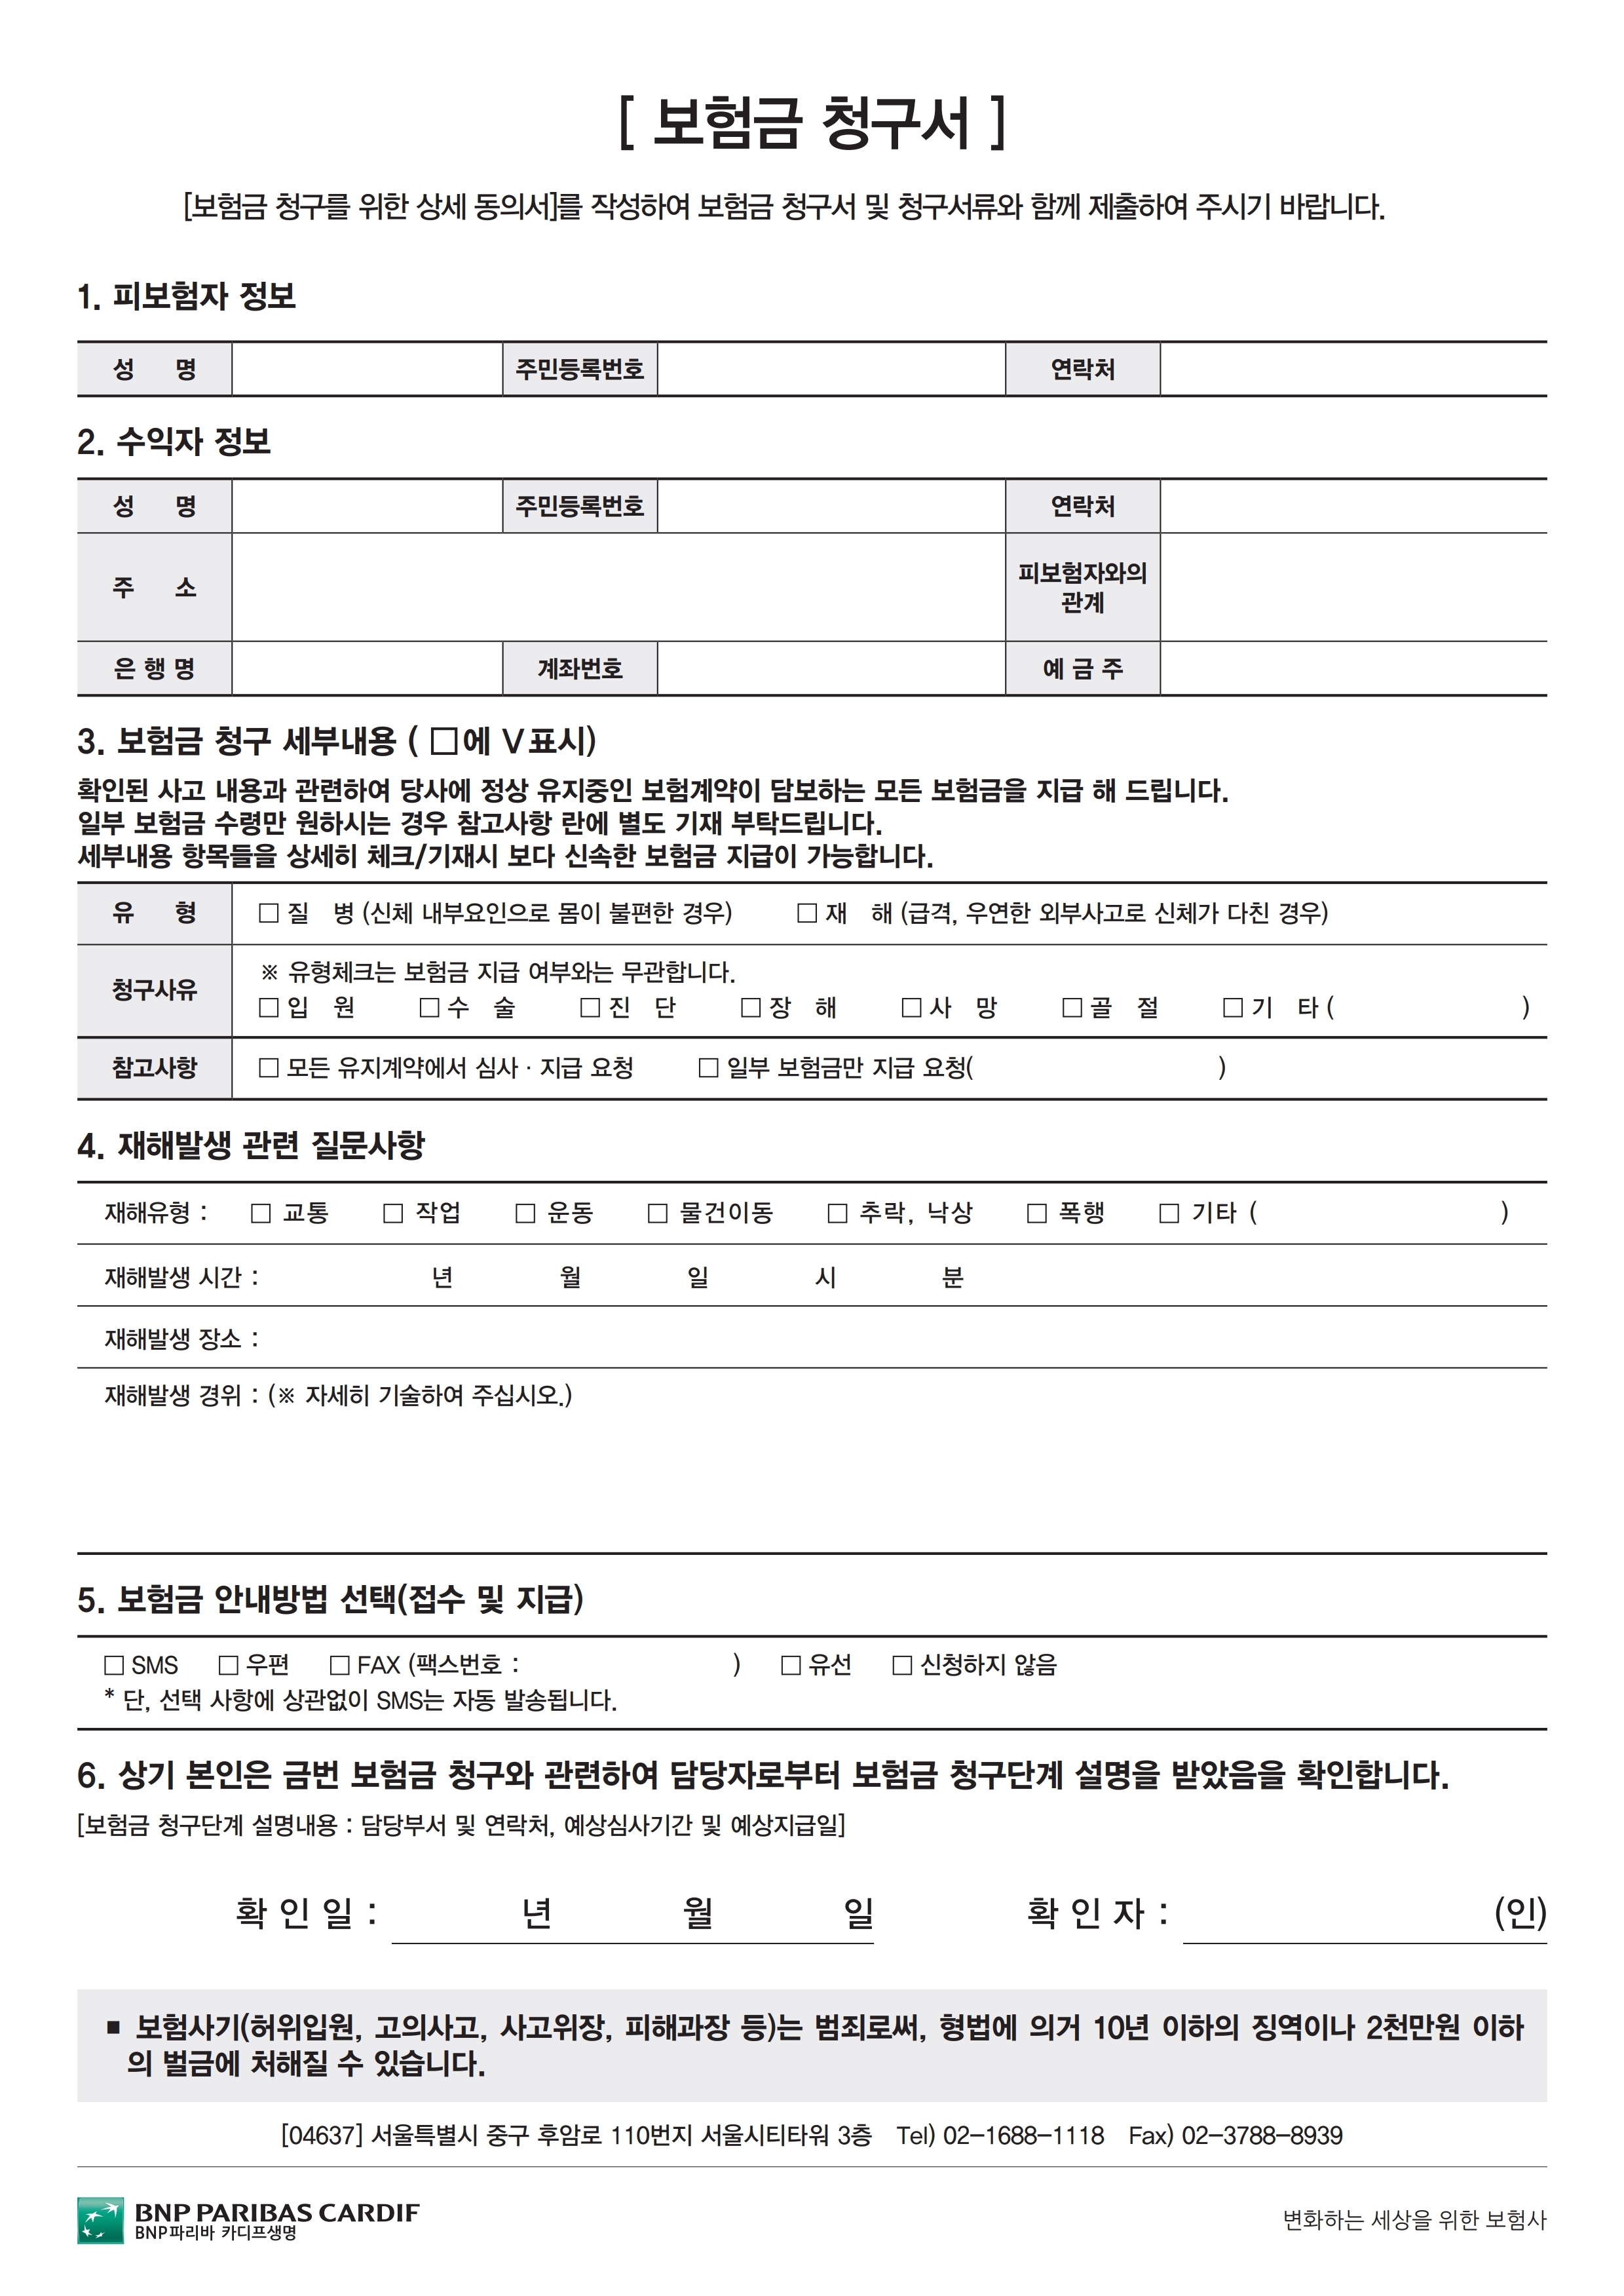 [ 보험금 청구서 ]
[보험금 청구를 위한 상세 동의서]를 작성하여 보험금 청구서 및 청구서류와 함께 제출하여 주시기 바랍니다.
1. 피보험자 정보
성 명 주민등록번호 연락처
2. 수익자 정보
성 명 주민등록번호 연락처
주 소 피보험자와의
관계
은 행 명 계좌번호 예 금 주
3. 보험금 청구 세부내용 ( □에 V표시)
확인된 사고 내용과 관련하여 당사에 정상 유지중인 보험계약이 담보하는 모든 보험금을 지급 해 드립니다.
일부 보험금 수령만 원하시는 경우 참고사항 란에 별도 기재 부탁드립니다.
세부내용 항목들을 상세히 체크/기재시 보다 신속한 보험금 지급이 가능합니다.
유 형 □ 질 병 (신체 내부요인으로 몸이 불편한 경우) □ 재 해 (급격, 우연한 외부사고로 신체가 다친 경우)
※ 유형체크는 보험금 지급 여부와는 무관합니다.
청구사유 □ 입 원 □ 수 술 □ 진 단 □ 장 해 □ 사 망 □ 골 절 □ 기 타 ( )
참고사항 □ 모든 유지계약에서 심사 · 지급 요청 □ 일부 보험금만 지급 요청( )
4. 재해발생 관련 질문사항
재해유형 : □ 교통 □ 작업 □ 운동 □ 물건이동 □ 추락, 낙상 □ 폭행 □ 기타 ( )
재해발생 시간 : 년 월 일 시 분
재해발생 장소 :
재해발생 경위 : (※ 자세히 기술하여 주십시오.)
5. 보험금 안내방법 선택(접수 및 지급)
□ SMS □ 우편 □ FAX (팩스번호 : ) □ 유선 □ 신청하지 않음
* 단, 선택 사항에 상관없이 SMS는 자동 발송됩니다.
6. 상기 본인은 금번 보험금 청구와 관련하여 담당자로부터 보험금 청구단계 설명을 받았음을 확인합니다.
[보험금 청구단계 설명내용 : 담당부서 및 연락처, 예상심사기간 및 예상지급일]
확 인 일 : 년 월 일 확 인 자 : (인)
■ 보험사기(허위입원, 고의사고, 사고위장, 피해과장 등)는 범죄로써, 형법에 의거 10년 이하의 징역이나 2천만원 이하
의 벌금에 처해질 수 있습니다.
[04637] 서울특별시 중구 후암로 110번지 서울시티타워 3층 Tel) 02-1688-1118 Fax) 02-3788-8939
BNP PARIBAS CARDIF
BNP파리바 카디프생명
변화하는 세상을 위한 보험사